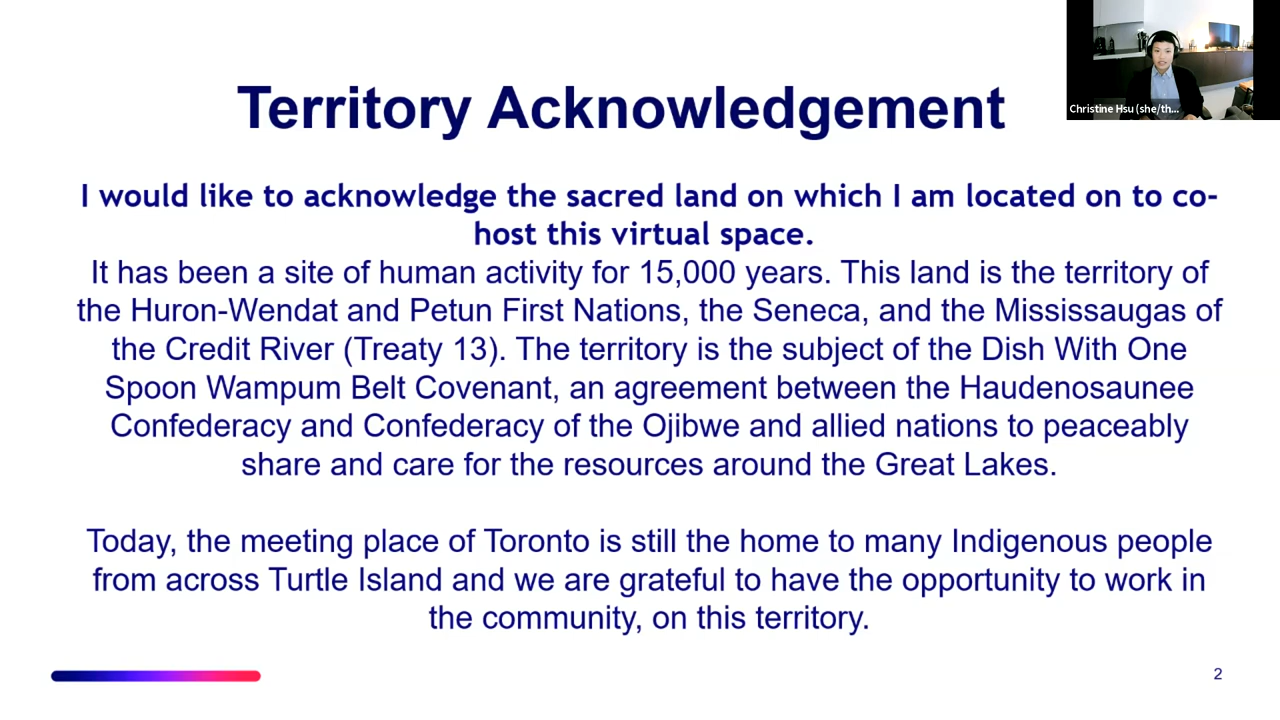 Territory Acknowledgement
Christine Hsu (she/th...
I would like to acknowledge the sacred land on which I am located on to co-
host this virtual space.
It has been a site of human activity for 15,000 years. This land is the territory of
the Huron-Wendat and Petun First Nations, the Seneca, and the Mississaugas of
the Credit River (Treaty 13). The territory is the subject of the Dish With One
Spoon Wampum Belt Covenant, an agreement between the Haudenosaunee
Confederacy and Confederacy of the Ojibwe and allied nations to peaceably
share and care for the resources around the Great Lakes.
Today, the meeting place of Toronto is still the home to many Indigenous people
from across Turtle Island and we are grateful to have the opportunity to work in
the community, on this territory.
2